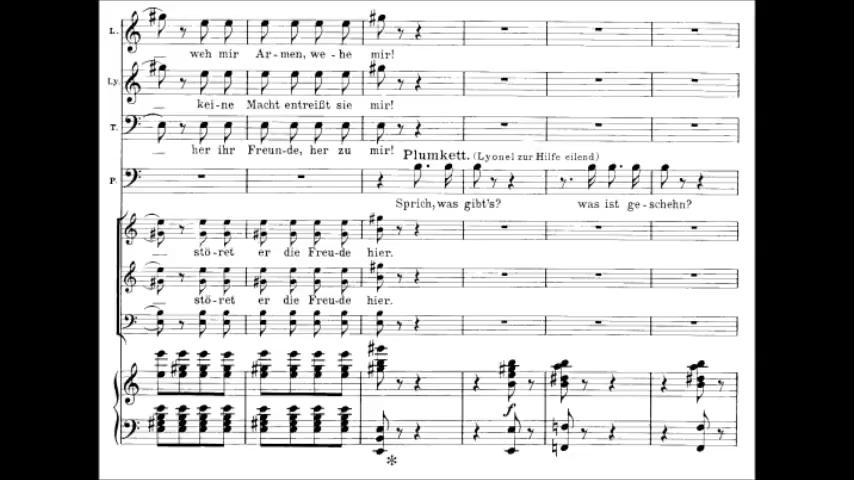 L.
weh mir Ar-men, we-he mir!
Ly.
kei-ne Macht entreißt sie mir!
T.
her ihr Freun-de, her zu mir!
Plumkett. (Lyonel zur Hilfe eilend)
P.
Sprich, was gibt's? was ist ge-schehn?
stö-ret er die Freu-de hier.
stö-ret er die Freu-de hier.
f
*